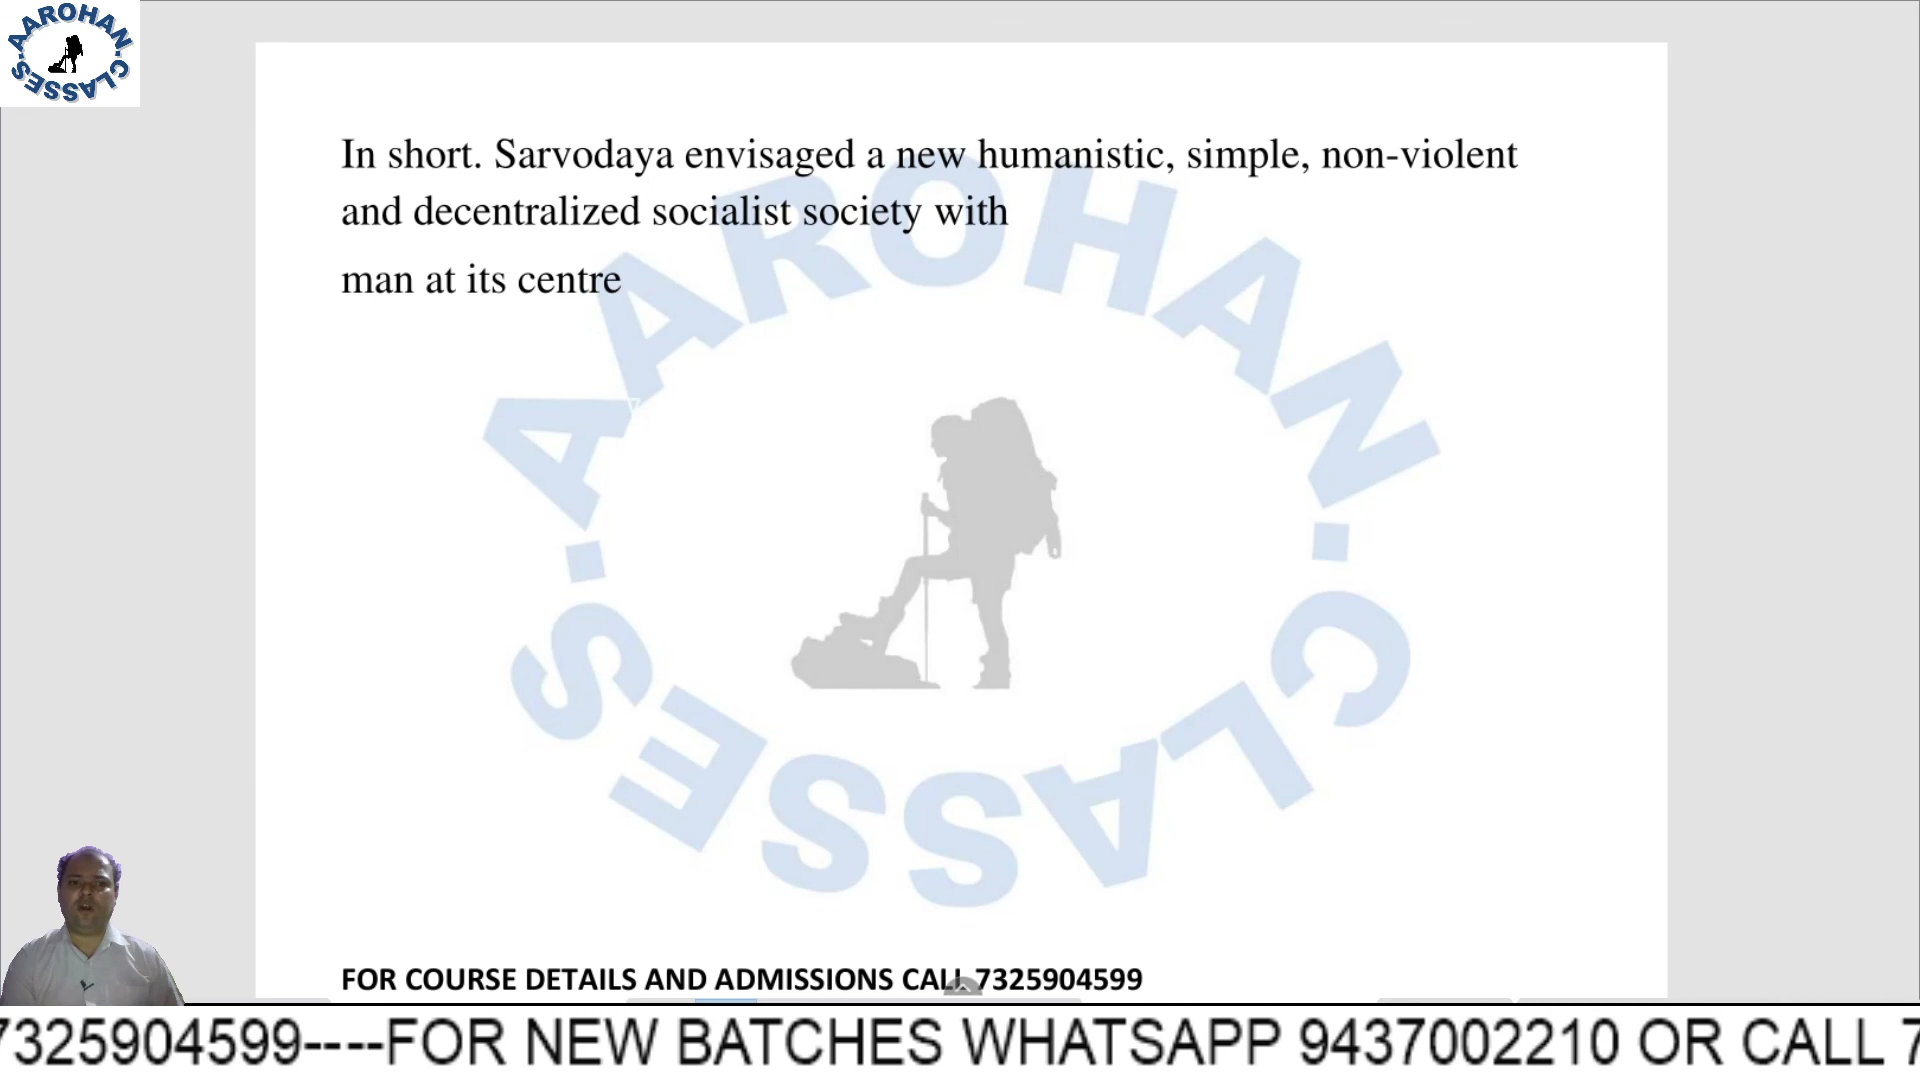 AAROHAN.CLASSES.
In short. Sarvodaya envisaged a new humanistic, simple, non-violent
and decentralized socialist society with
man at its centre
AAROHAN.CLASSES.
FOR COURSE DETAILS AND ADMISSIONS CALL 7325904599
7325904599----FOR NEW BATCHES WHATSAPP 9437002210 OR CALL 7